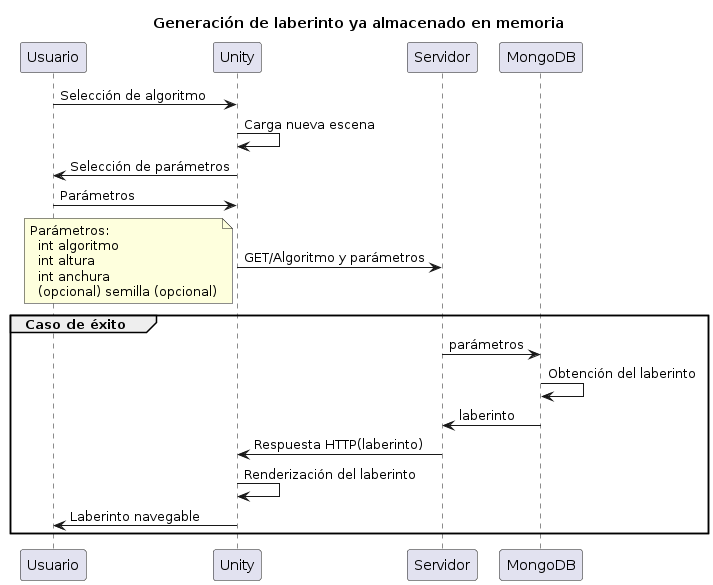 Generación de laberinto ya almacenado en memoria
Usuario Unity Servidor MongoDB
Selección de algoritmo
Carga nueva escena
Selección de parámetros
Parámetros
Parámetros:
int algoritmo
int altura
int anchura
(opcional) semilla (opcional)
GET/Algoritmo y parámetros
Caso de éxito
parámetros
Obtención del laberinto
laberinto
Respuesta HTTP(laberinto)
Renderización del laberinto
Laberinto navegable
Usuario Unity Servidor MongoDB